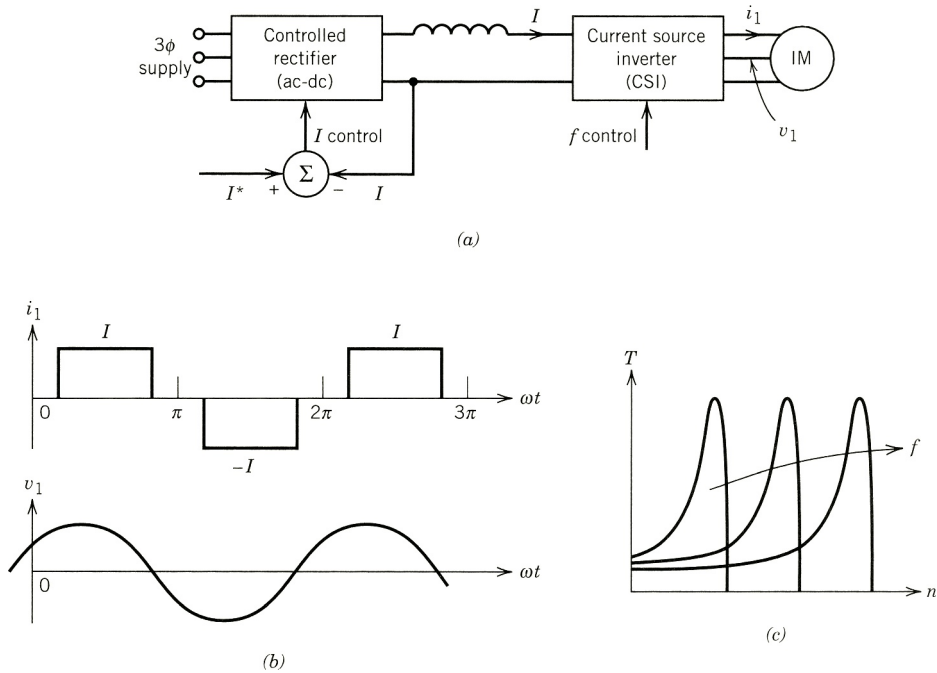 3ϕ
supply
Controlled
rectifier
(ac-dc)
I
Current source
inverter
(CSI)
i1
IM
v1
I control
f control
Σ
I*
+
−
I
(a)
i1
I
I
0
π
2π
3π
ωt
−I
v1
0
ωt
(b)
T
f
n
(c)